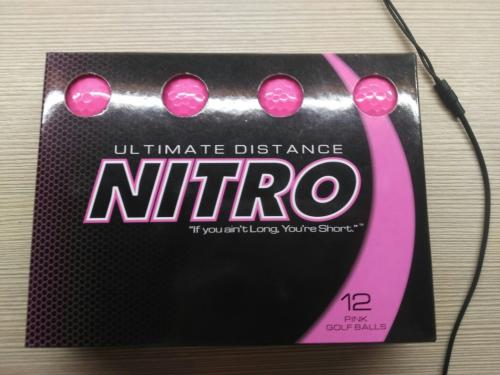 ULTIMATE DISTANCE
NITRO
"If you ain't Long, You're Short."™
12
PINK
GOLF BALLS